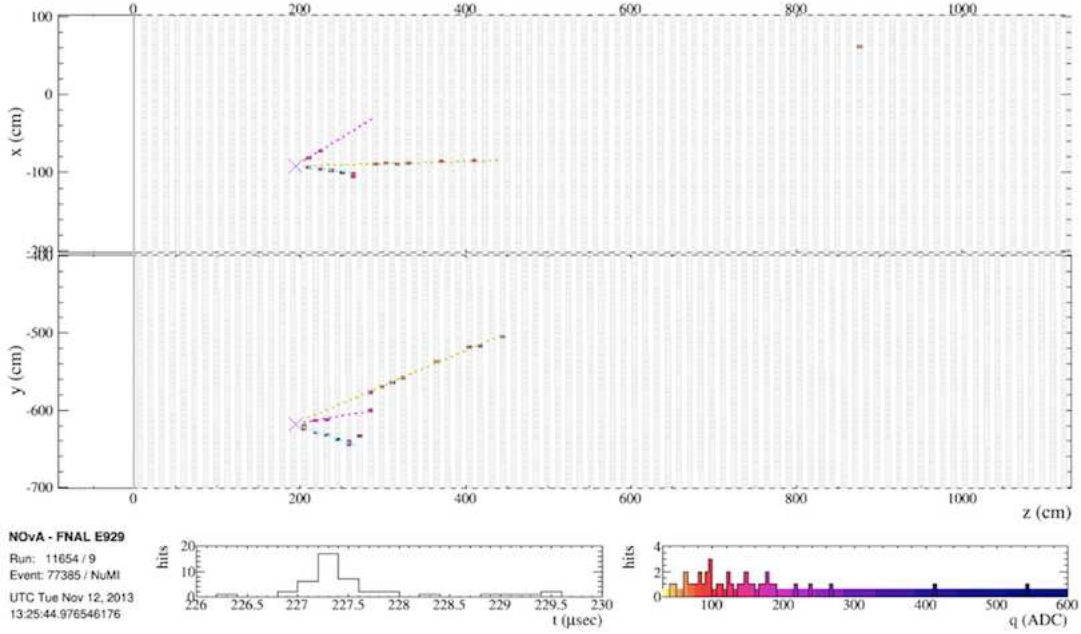 0 200 400 600 800 1000
100
0
-100
-200
x (cm)
-400
-500
-600
-700
y (cm)
0 200 400 600 800 1000
z (cm)
NOvA - FNAL E929
Run: 11654 / 9
Event: 77385 / NuMI
UTC Tue Nov 12, 2013
13:25:44.976546176
hits
20
10
0
226 226.5 227 227.5 228 228.5 229 229.5 230
t (μsec)
hits
4
2
0
100 200 300 400 500 600
q (ADC)